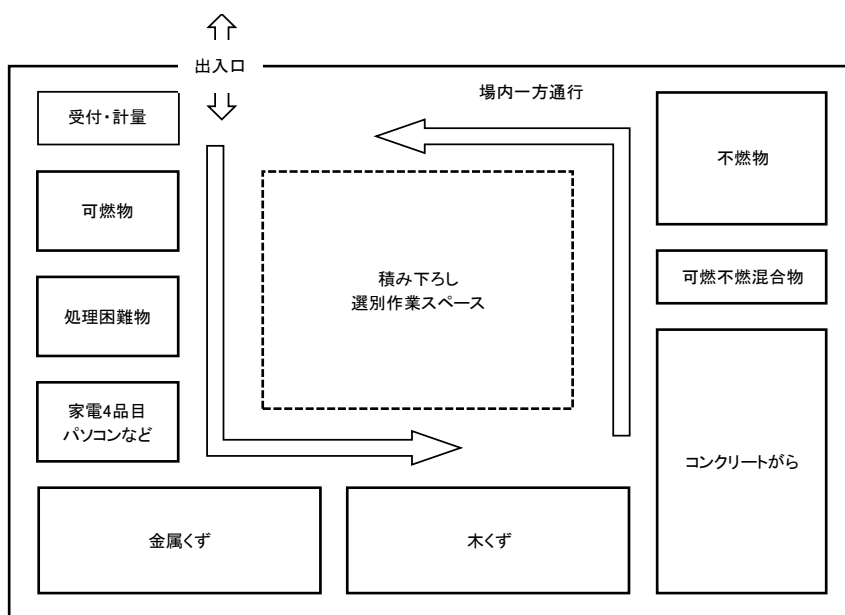 出入口
場内一方通行
受付・計量
不燃物
可燃物
積み下ろし
選別作業スペース
可燃不燃混合物
処理困難物
家電4品目
パソコンなど
コンクリートがら
金属くず
木くず